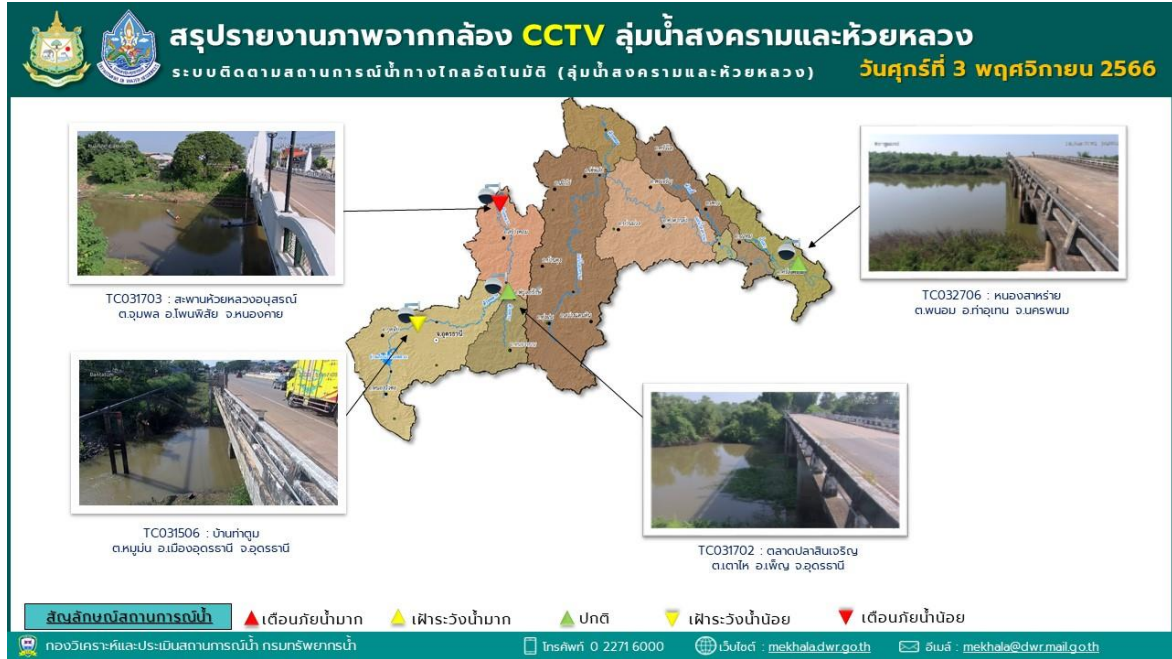 สรุปรายงานภาพจากกล้อง CCTV ลุ่มน้ำสงครามและห้วยหลวง
ระบบติดตามสถานการณ์น้ำทางไกลอัตโนมัติ (ลุ่มน้ำสงครามและห้วยหลวง)
วันศุกร์ที่ 3 พฤศจิกายน 2566
TC031703 : สะพานห้วยหลวงอนุสรณ์
ต.จุมพล อ.โพนพิสัย จ.หนองคาย
TC032706 : หนองสาหร่าย
ต.พนอม อ.ท่าอุเทน จ.นครพนม
จ.อุดรธานี
TC031506 : บ้านท่าตูม
ต.หมูม่น อ.เมืองอุดรธานี จ.อุดรธานี
TC031702 : ตลาดปลาสินเจริญ
ต.เตาไห อ.เพ็ญ จ.อุดรธานี
สัญลักษณ์สถานการณ์น้ำ
เตือนภัยน้ำมาก
เฝ้าระวังน้ำมาก
ปกติ
เฝ้าระวังน้ำน้อย
เตือนภัยน้ำน้อย
กองวิเคราะห์และประเมินสถานการณ์น้ำ กรมทรัพยากรน้ำ
โทรศัพท์ 0 2271 6000
เว็บไซต์ : mekhala.dwr.go.th
อีเมล์ : mekhala@dwr.mail.go.th